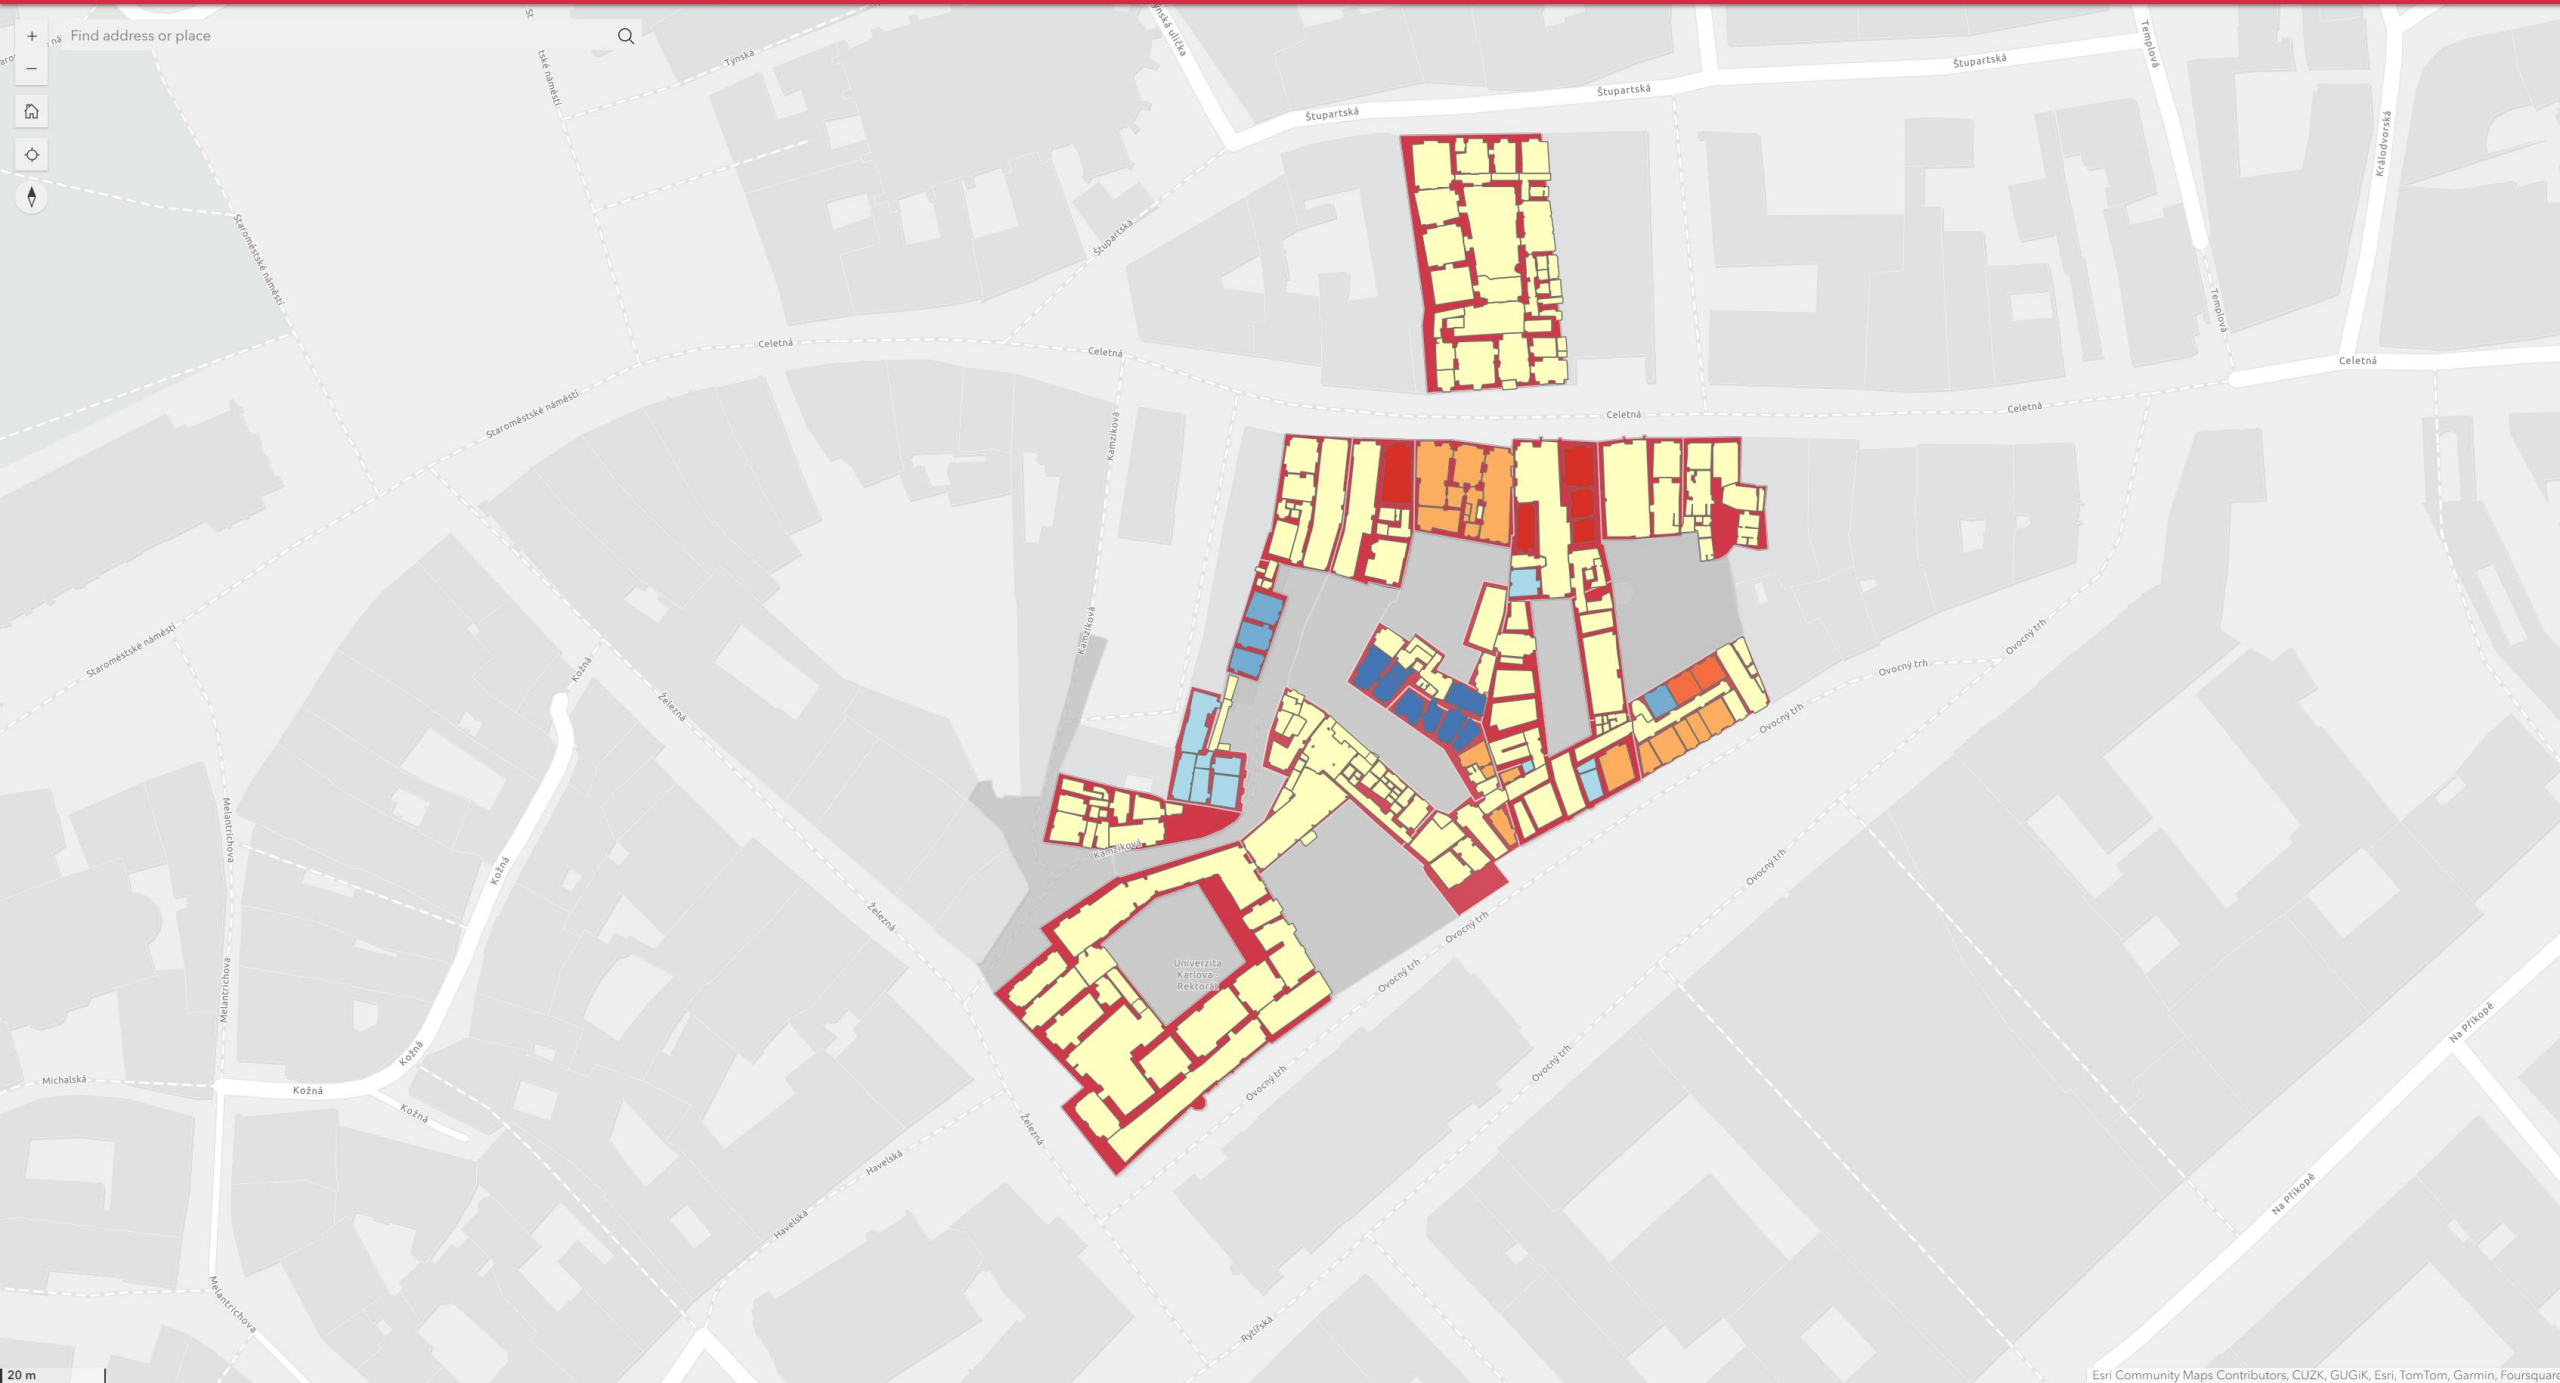 Find address or place
+
−
Týnská
Štupartská
Štupartská
Štupartská
Štupartská
Templová
Templová
Králodvorská
Staroměstské náměstí
Staroměstské náměstí
Staroměstské náměstí
Celetná
Celetná
Celetná
Celetná
Celetná
Kamzíková
Kamzíková
Kamzíková
Kožná
Kožná
Kožná
Kožná
Kožná
Železná
Železná
Železná
Melantrichova
Melantrichova
Melantrichova
Michalská
Univerzita
Karlova -
Rektorát
Ovocný trh
Ovocný trh
Ovocný trh
Ovocný trh
Ovocný trh
Ovocný trh
Ovocný trh
Ovocný trh
Havelská
Havelská
Rytířská
Na Příkopě
Na Příkopě
20 m
Esri Community Maps Contributors, CUZK, GUGiK, Esri, TomTom, Garmin, Foursquare